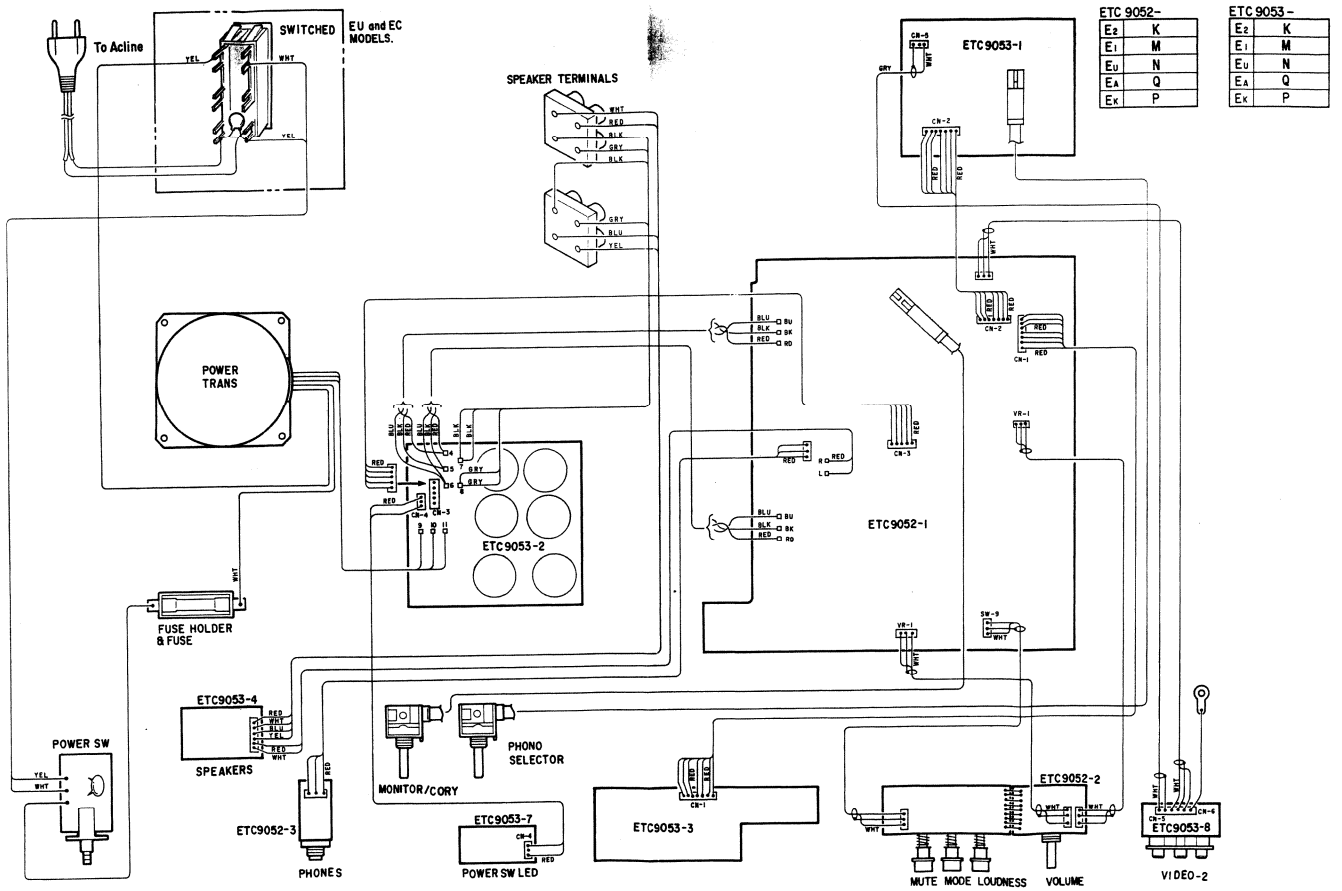 To Acline
SWITCHED
EU and EC
MODELS.
YEL
WHT
YEL
SPEAKER TERMINALS
WHT
RED
BLK
GRY
BLK
GRY
BLU
YEL
CN-5
WHT
GRY
ETC9053-1
CN-2
RED
RED
ETC 9052-
E2 K
E1 M
EU N
EA Q
EK P
ETC 9053-
E2 K
E1 M
EU N
EA Q
EK P
WHT
RED
RED
CN-2
RED
RED
CN-1
BLU BU
BLK BK
RED RD
POWER
TRANS
BLU
BLK
RED
BLU
BLK
RED
BLK
BLK
4
7
5
GRY
6
8
GRY
RED
RED
CN-4
CN-3
9 10 11
ETC9053-2
RED
R RED
L
RED
CN-3
VR-1
BLU BU
BLK BK
RED RD
ETC9052-1
WHT
FUSE HOLDER
& FUSE
VR-1
WHT
SW-9
WHT
ETC9053-4
RED
WHT
BLU
YEL
RED
WHT
SPEAKERS
POWER SW
YEL
WHT
RED
ETC9052-3
PHONES
MONITOR/CORY
PHONO
SELECTOR
ETC9053-7
CN-4
RED
POWER SW LED
RED
RED
CN-1
ETC9053-3
ETC9052-2
WHT
WHT
WHT
MUTE MODE LOUDNESS VOLUME
WHT
WHT
WHT
CN-5
CN-6
ETC9053-8
VIDEO-2